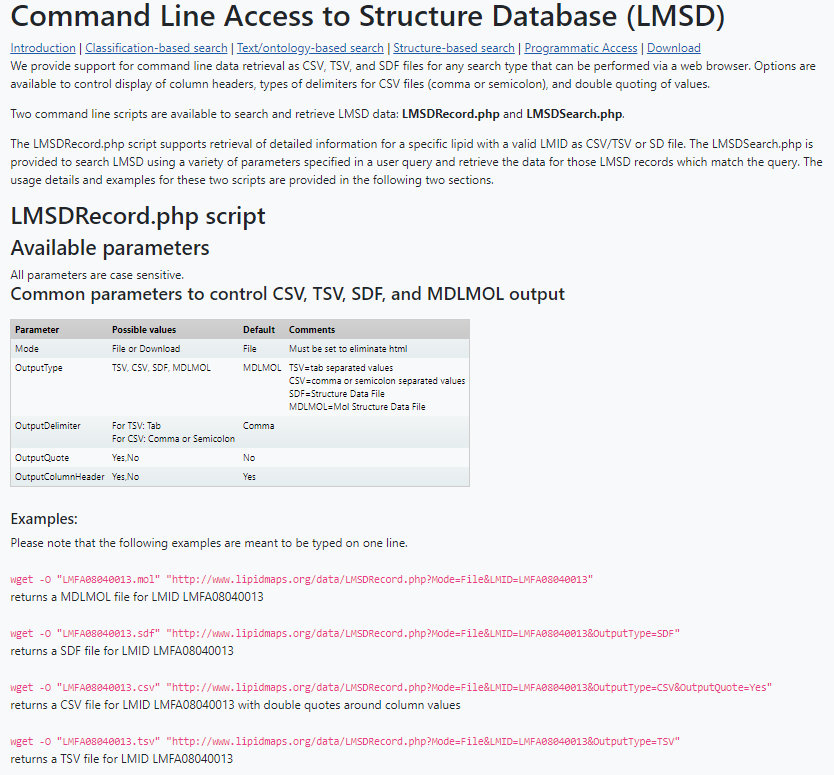 Command Line Access to Structure Database (LMSD)
Introduction | Classification-based search | Text/ontology-based search | Structure-based search | Programmatic Access | Download
We provide support for command line data retrieval as CSV, TSV, and SDF files for any search type that can be performed via a web browser. Options are
available to control display of column headers, types of delimiters for CSV files (comma or semicolon), and double quoting of values.
Two command line scripts are available to search and retrieve LMSD data: LMSDRecord.php and LMSDSearch.php.
The LMSDRecord.php script supports retrieval of detailed information for a specific lipid with a valid LMID as CSV/TSV or SD file. The LMSDSearch.php is
provided to search LMSD using a variety of parameters specified in a user query and retrieve the data for those LMSD records which match the query. The
usage details and examples for these two scripts are provided in the following two sections.
LMSDRecord.php script
Available parameters
All parameters are case sensitive.
Common parameters to control CSV, TSV, SDF, and MDLMOL output
Parameter Possible values Default Comments
Mode File or Download File Must be set to eliminate html
OutputType TSV, CSV, SDF, MDLMOL MDLMOL TSV=tab separated values
CSV=comma or semicolon separated values
SDF=Structure Data File
MDLMOL=Mol Structure Data File
OutputDelimiter For TSV: Tab Comma
For CSV: Comma or Semicolon
OutputQuote Yes,No No
OutputColumnHeader Yes,No Yes
Examples:
Please note that the following examples are meant to be typed on one line.
wget -O "LMFA08040013.mol" "http://www.lipidmaps.org/data/LMSDRecord.php?Mode=File&LMID=LMFA08040013"
returns a MDLMOL file for LMID LMFA08040013
wget -O "LMFA08040013.sdf" "http://www.lipidmaps.org/data/LMSDRecord.php?Mode=File&LMID=LMFA08040013&OutputType=SDF"
returns a SDF file for LMID LMFA08040013
wget -O "LMFA08040013.csv" "http://www.lipidmaps.org/data/LMSDRecord.php?Mode=File&LMID=LMFA08040013&OutputType=CSV&OutputQuote=Yes"
returns a CSV file for LMID LMFA08040013 with double quotes around column values
wget -O "LMFA08040013.tsv" "http://www.lipidmaps.org/data/LMSDRecord.php?Mode=File&LMID=LMFA08040013&OutputType=TSV"
returns a TSV file for LMID LMFA08040013